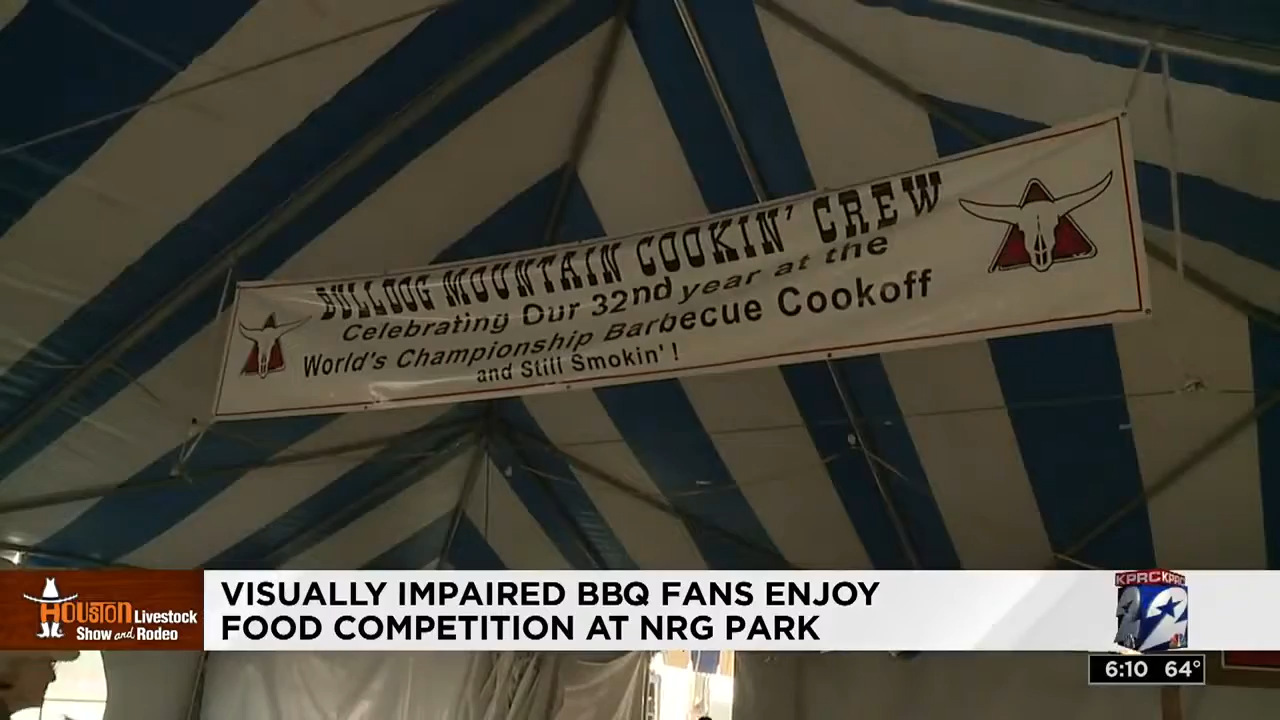 BULLDOG MOUNTAIN COOKIN' CREW
Celebrating Our 32nd year at the
World's Championship Barbecue Cookoff
and Still Smokin' !
HOUSTON Livestock
Show and Rodeo
VISUALLY IMPAIRED BBQ FANS ENJOY
FOOD COMPETITION AT NRG PARK
KPRC KPRC
2
6:10 64°